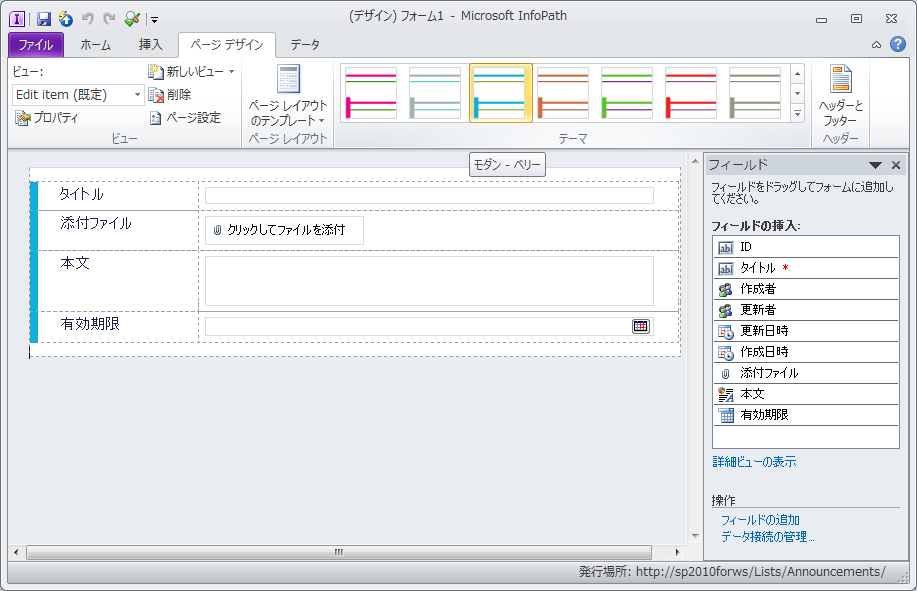 (デザイン) フォーム1 - Microsoft InfoPath
ファイル ホーム 挿入 ページ デザイン データ
ビュー:
Edit item (既定)
プロパティ
新しいビュー
削除
ページ設定
ビュー
ページ レイアウト
のテンプレート
ページ レイアウト
テーマ
ヘッダーと
フッター
ヘッダー
モダン - ベリー
タイトル
添付ファイル
クリックしてファイルを添付
本文
有効期限
フィールド
フィールドをドラッグしてフォームに追加し
てください。
フィールドの挿入:
ID
タイトル *
作成者
更新者
更新日時
作成日時
添付ファイル
本文
有効期限
詳細ビューの表示
操作
フィールドの追加
データ接続の管理...
発行場所: http://sp2010forws/Lists/Announcements/